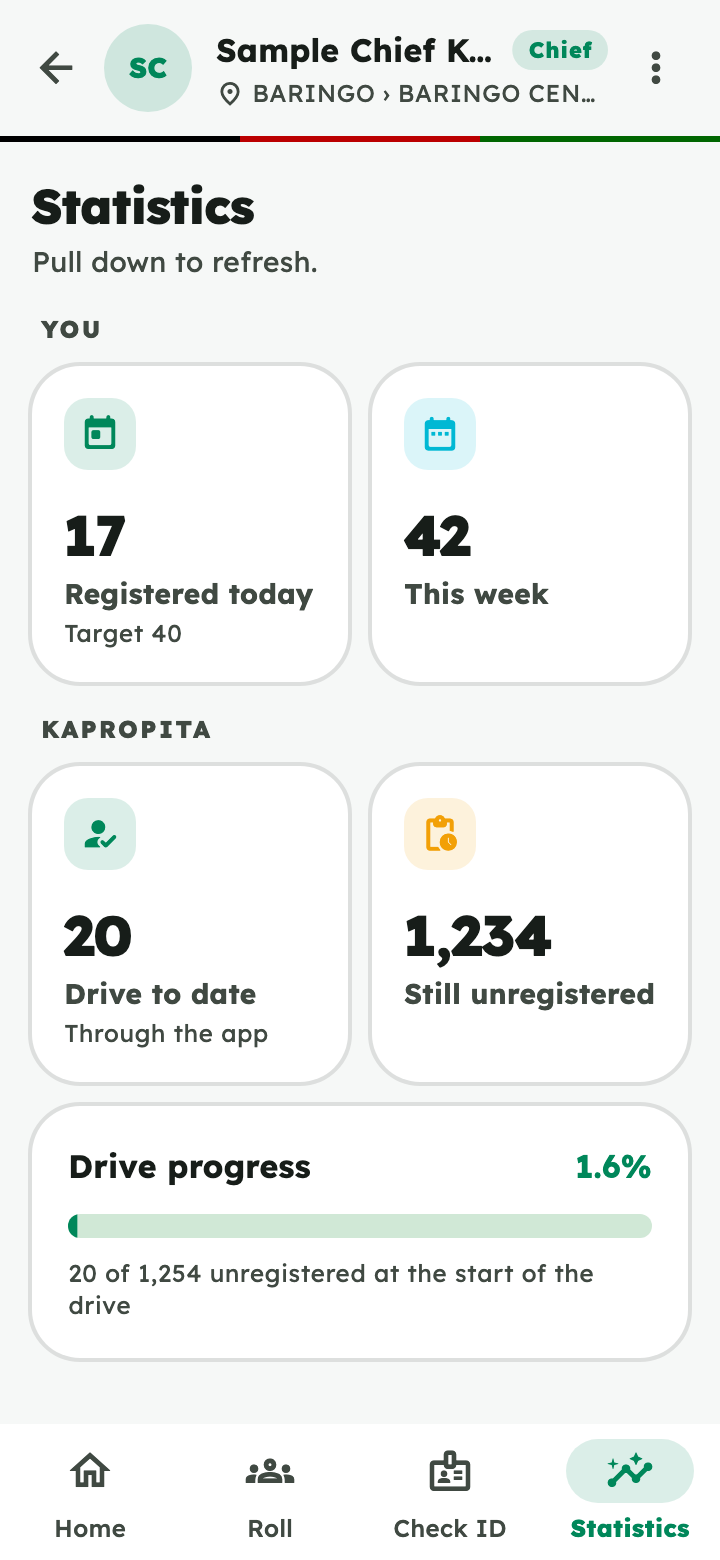 SC
Sample Chief K...
Chief
BARINGO › BARINGO CEN...
Statistics
Pull down to refresh.
YOU
17
Registered today
Target 40
42
This week
KAPROPITA
20
Drive to date
Through the app
1,234
Still unregistered
Drive progress
1.6%
20 of 1,254 unregistered at the start of the
drive
Home
Roll
Check ID
Statistics